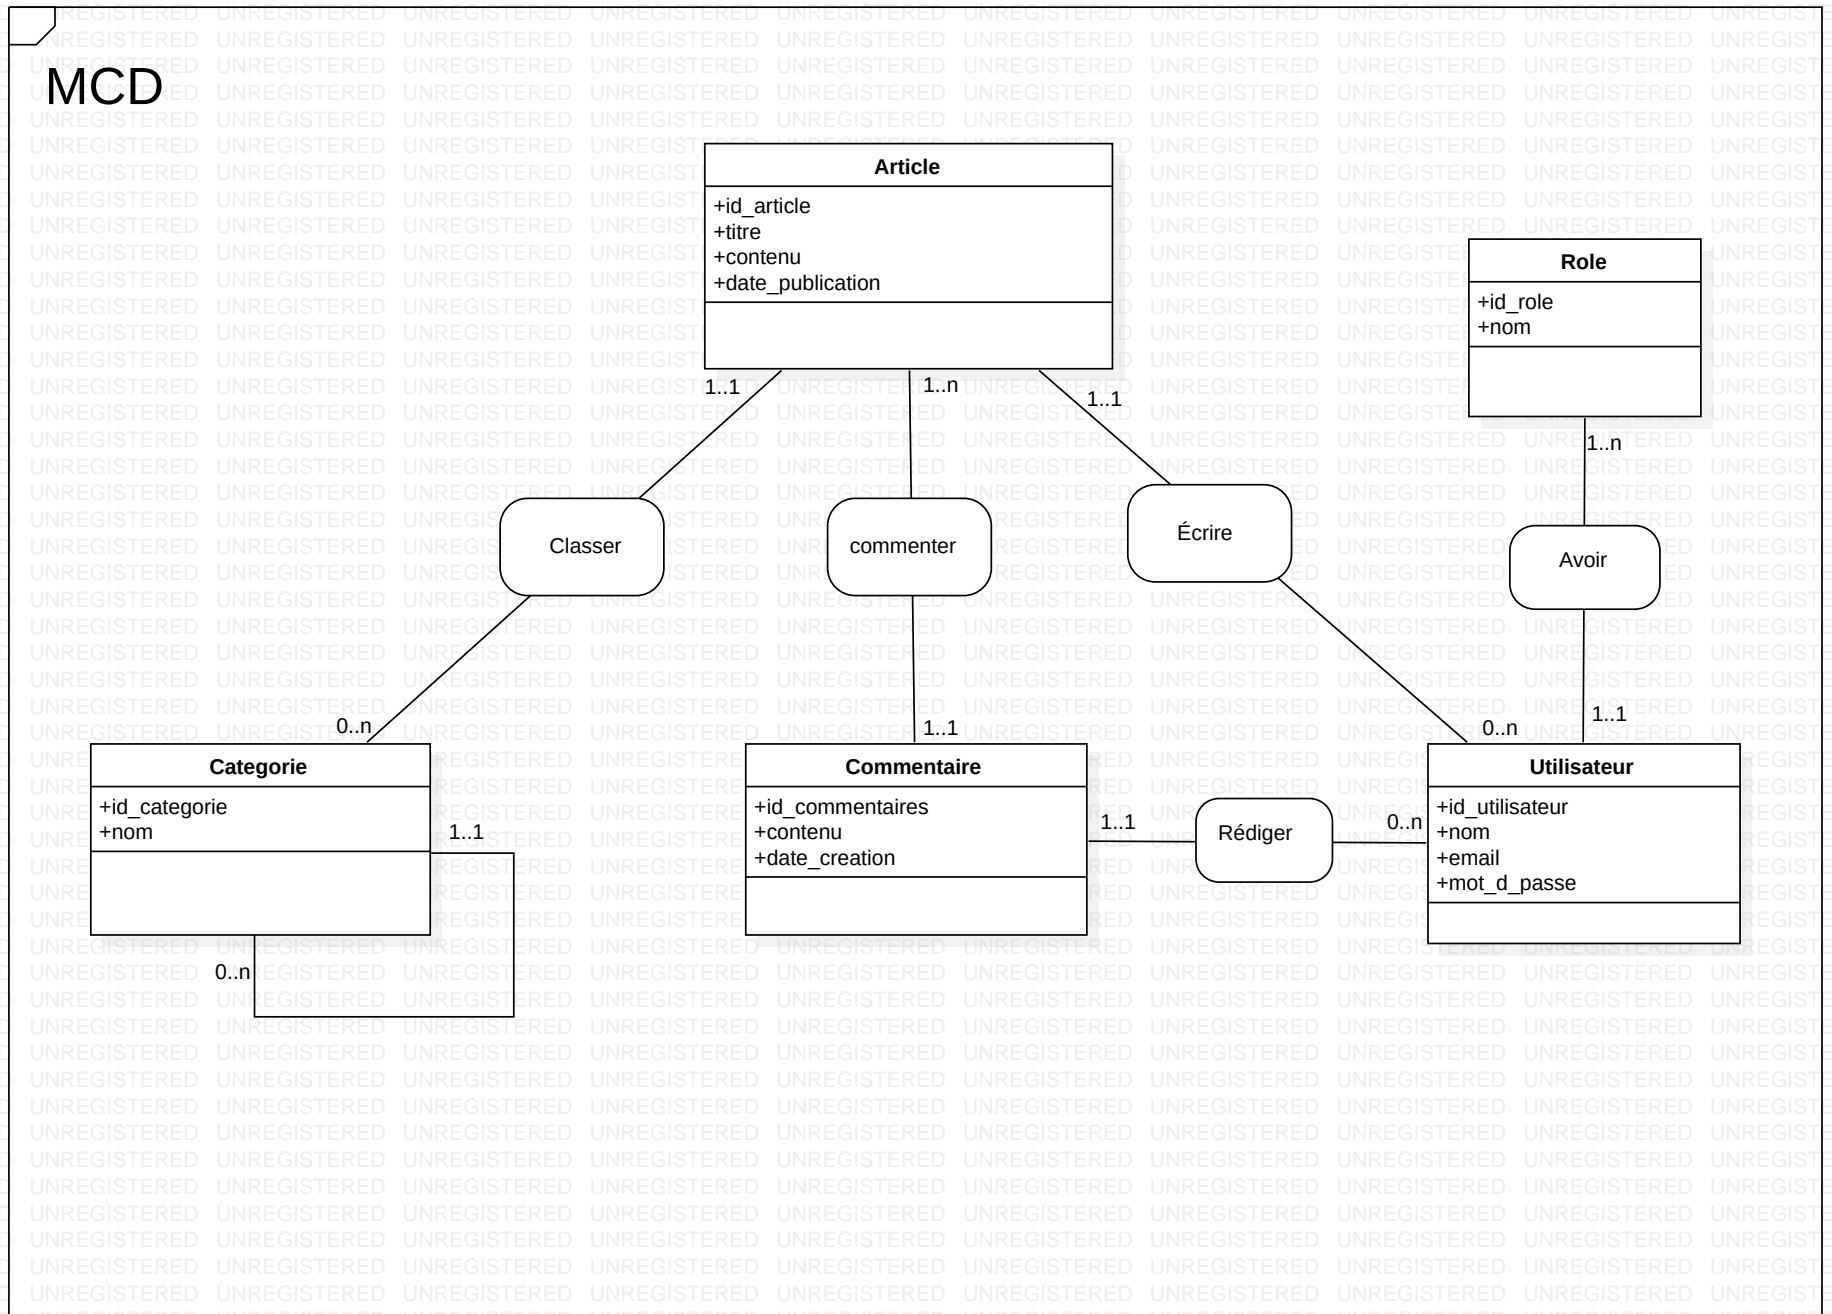 MCD
Article
+id_article
+titre
+contenu
+date_publication
Role
+id_role
+nom
1..1
1..n
1..1
1..n
Classer
commenter
Écrire
Avoir
0..n
1..1
0..n
1..1
Categorie
+id_categorie
+nom
1..1
0..n
Commentaire
+id_commentaires
+contenu
+date_creation
1..1
Rédiger
0..n
Utilisateur
+id_utilisateur
+nom
+email
+mot_d_passe
UNREGISTERED